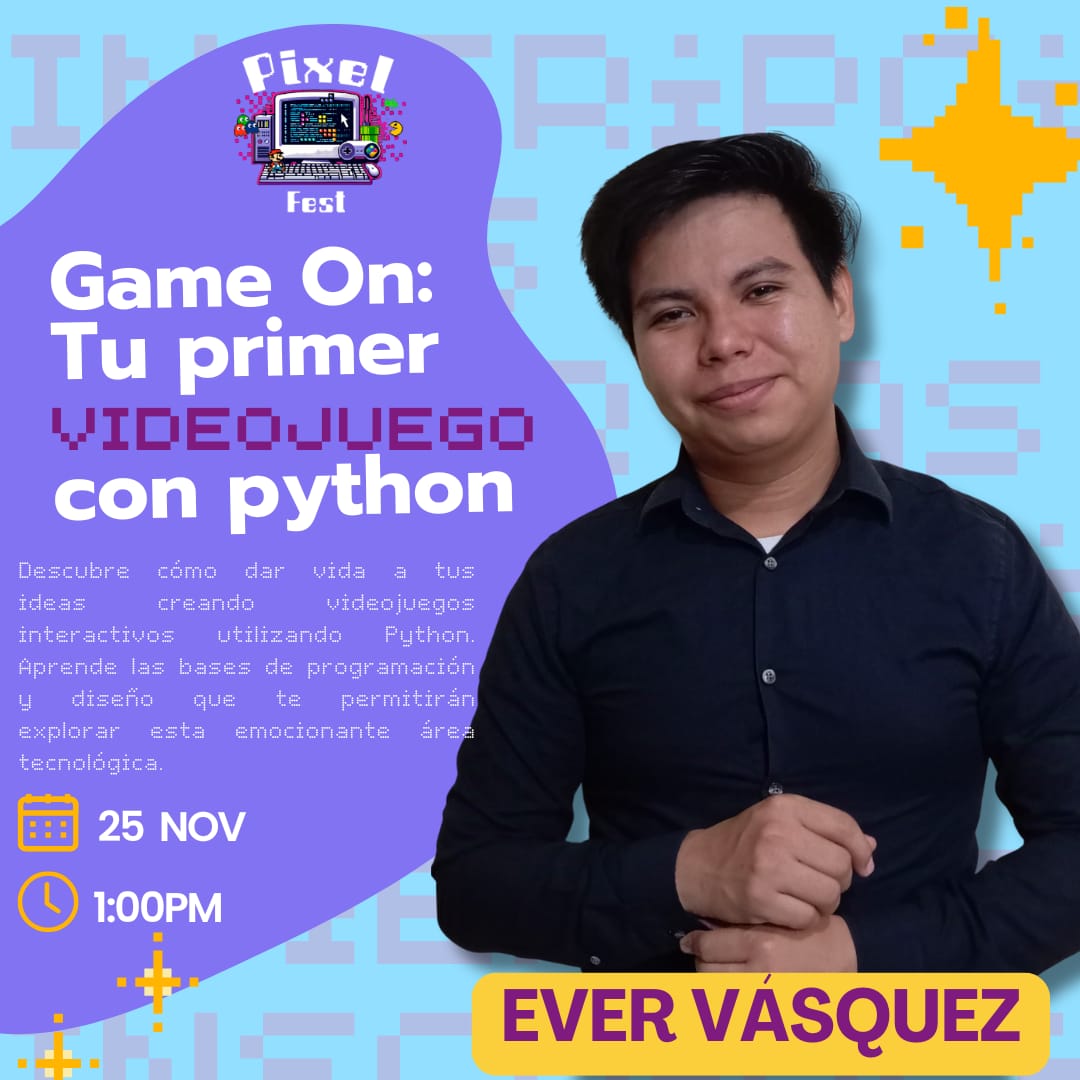 Pixel
Fest
Game On:
Tu primer
VIDEOJUEGO
con python
Descubre cómo dar vida a tus
ideas creando videojuegos
interactivos utilizando Python.
Aprende las bases de programación
y diseño que te permitirán
explorar esta emocionante área
tecnológica.
25 NOV
1:00PM
EVER VÁSQUEZ